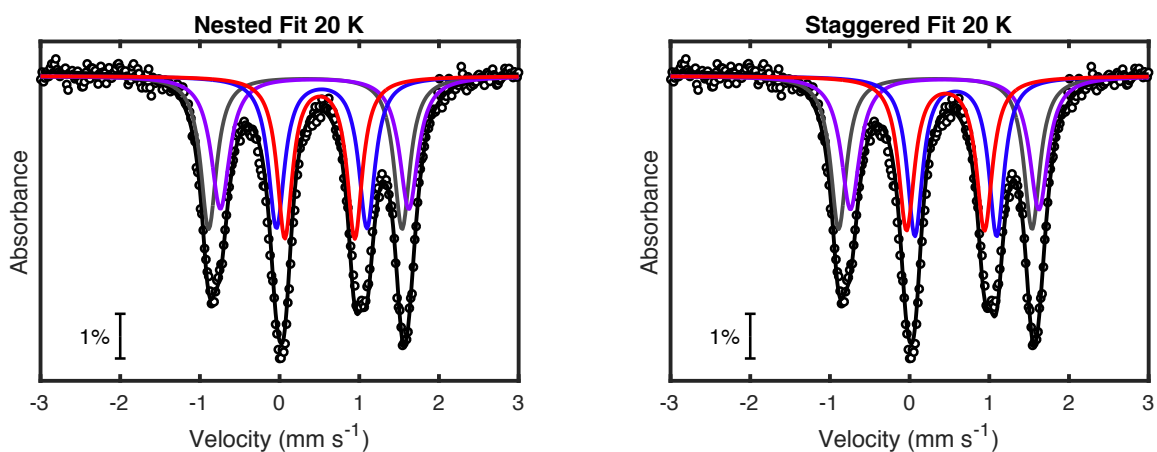 Nested Fit 20 K
Absorbance
1%
-3 -2 -1 0 1 2 3
Velocity (mm s-1)
Staggered Fit 20 K
Absorbance
1%
-3 -2 -1 0 1 2 3
Velocity (mm s-1)